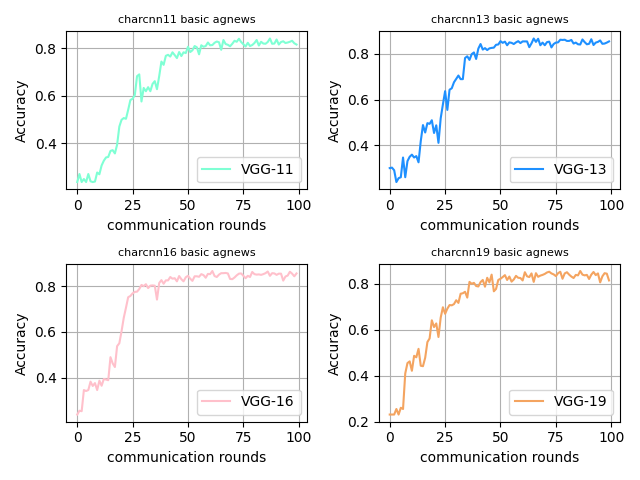 charcnn11 basic agnews
Accuracy
0.8
0.6
0.4
VGG-11
0 25 50 75 100
communication rounds
charcnn13 basic agnews
Accuracy
0.8
0.6
0.4
VGG-13
0 25 50 75 100
communication rounds
charcnn16 basic agnews
Accuracy
0.8
0.6
0.4
VGG-16
0 25 50 75 100
communication rounds
charcnn19 basic agnews
Accuracy
0.8
0.6
0.4
0.2
VGG-19
0 25 50 75 100
communication rounds